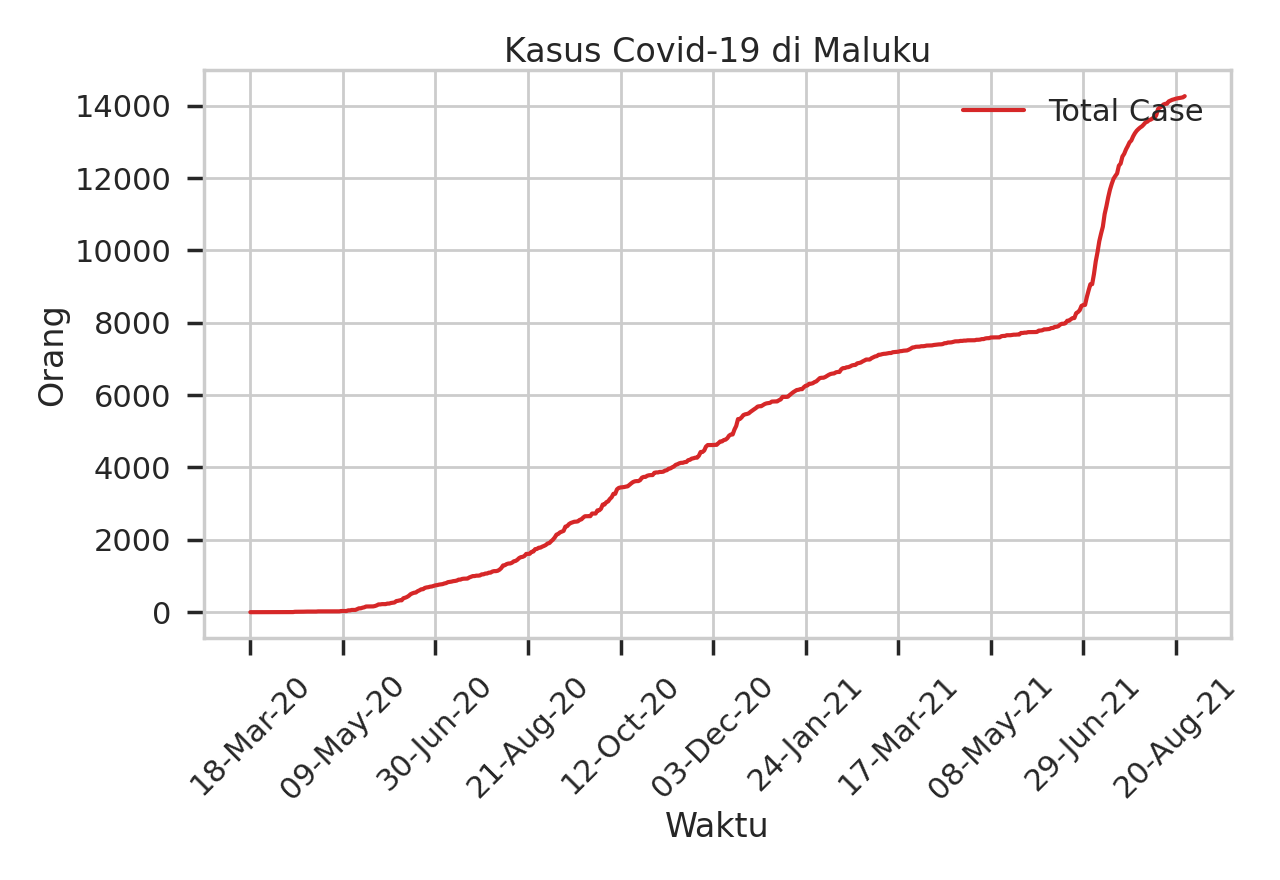 Kasus Covid-19 di Maluku
Total Case
Orang
14000
12000
10000
8000
6000
4000
2000
0
18-Mar-20
09-May-20
30-Jun-20
21-Aug-20
12-Oct-20
03-Dec-20
24-Jan-21
17-Mar-21
08-May-21
29-Jun-21
20-Aug-21
Waktu